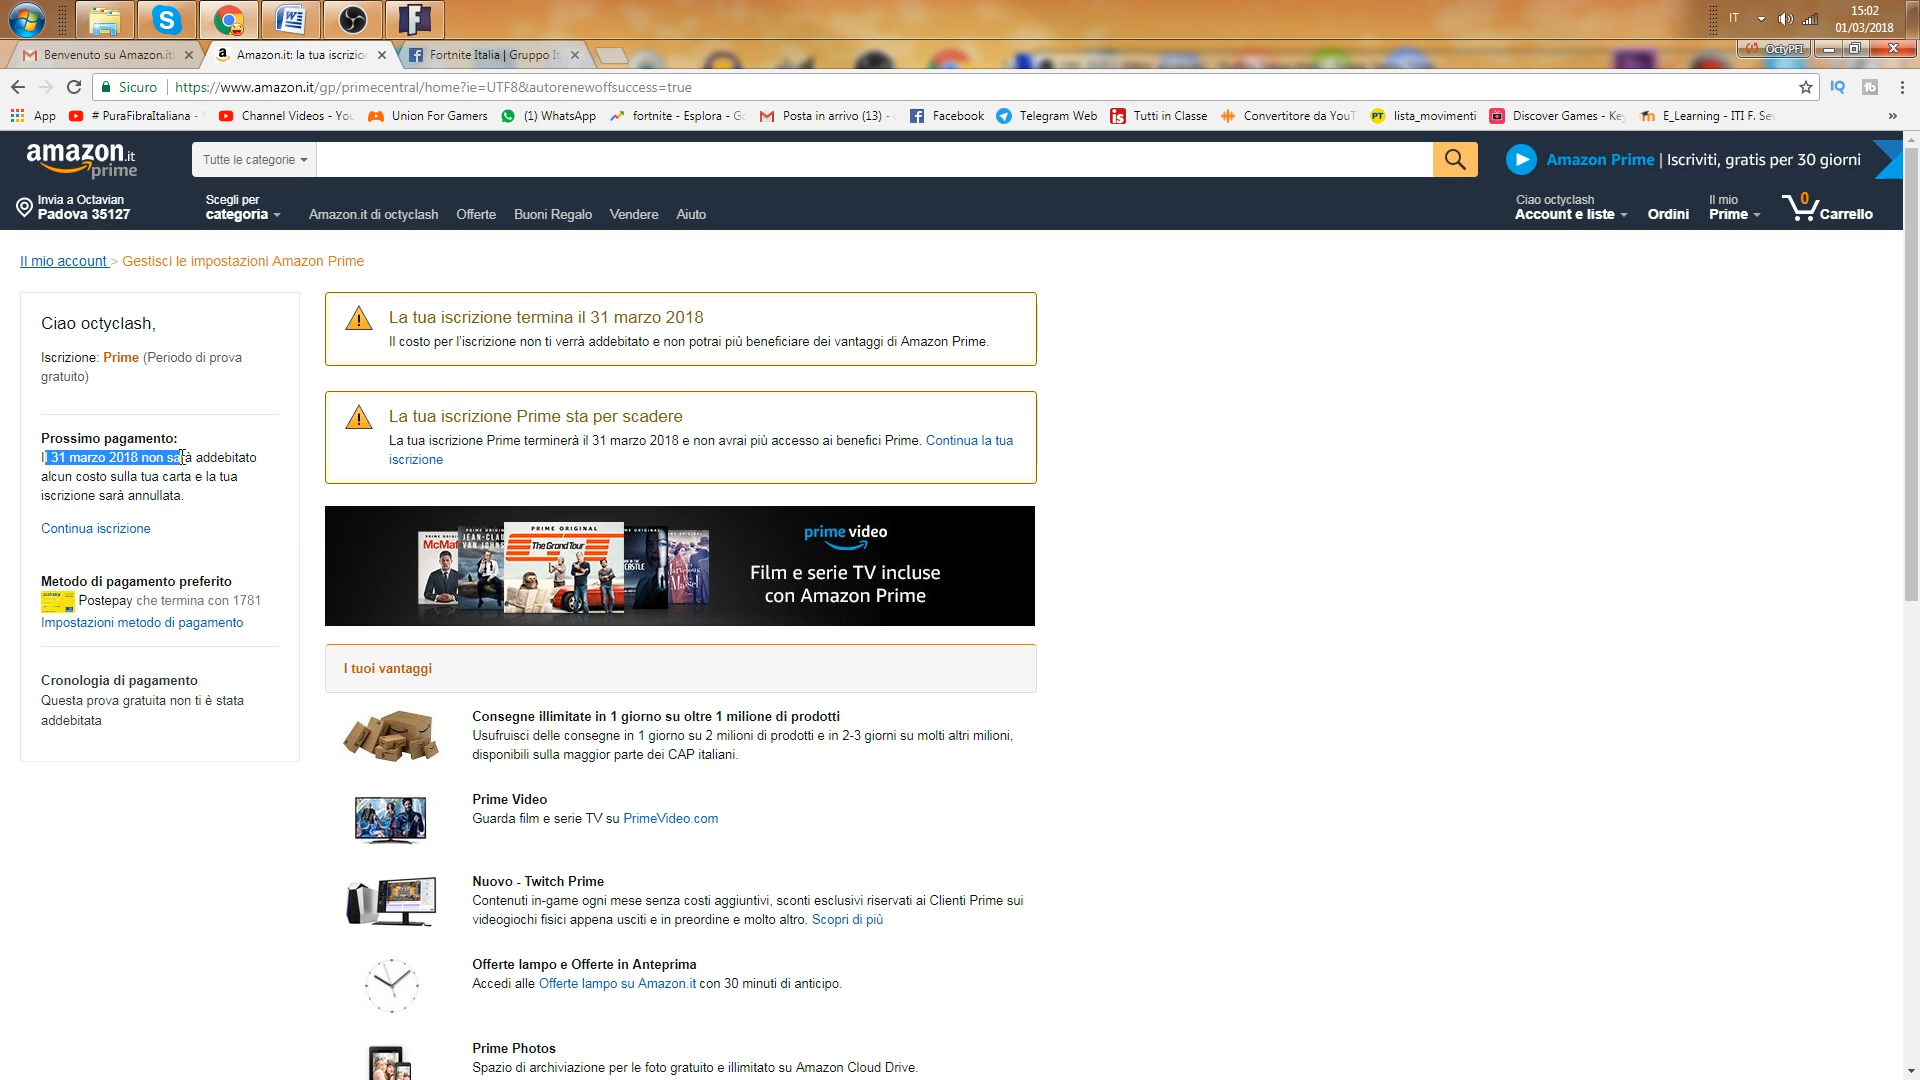 IT
15:02
01/03/2018
Benvenuto su Amazon.it!
Amazon.it: la tua iscrizion
Fortnite Italia | Gruppo It
OctyPFI
Sicuro
https://www.amazon.it/gp/primecentral/home?ie=UTF8&autorenewoffsuccess=true
App
# PuraFibraItaliana -
Channel Videos - You
Union For Gamers
(1) WhatsApp
fortnite - Esplora - Go
Posta in arrivo (13) -
Facebook
Telegram Web
Tutti in Classe
Convertitore da YouT
lista_movimenti
Discover Games - Key
E_Learning - ITI F. Sev
»
amazon.it
prime
Tutte le categorie
Amazon Prime | Iscriviti, gratis per 30 giorni
Invia a Octavian
Padova 35127
Scegli per
categoria
Amazon.it di octyclash
Offerte
Buoni Regalo
Vendere
Aiuto
Ciao octyclash
Account e liste
Ordini
Il mio
Prime
0
Carrello
Il mio account > Gestisci le impostazioni Amazon Prime
Ciao octyclash,
Iscrizione: Prime (Periodo di prova
gratuito)
Prossimo pagamento:
Il 31 marzo 2018 non sarà addebitato
alcun costo sulla tua carta e la tua
iscrizione sarà annullata.
Continua iscrizione
Metodo di pagamento preferito
Postepay che termina con 1781
Impostazioni metodo di pagamento
Cronologia di pagamento
Questa prova gratuita non ti è stata
addebitata
La tua iscrizione termina il 31 marzo 2018
Il costo per l'iscrizione non ti verrà addebitato e non potrai più beneficiare dei vantaggi di Amazon Prime.
La tua iscrizione Prime sta per scadere
La tua iscrizione Prime terminerà il 31 marzo 2018 e non avrai più accesso ai benefici Prime. Continua la tua
iscrizione
PRIME ORIGINAL
The Grand Tour
prime video
Film e serie TV incluse
con Amazon Prime
I tuoi vantaggi
Consegne illimitate in 1 giorno su oltre 1 milione di prodotti
Usufruisci delle consegne in 1 giorno su 2 milioni di prodotti e in 2-3 giorni su molti altri milioni,
disponibili sulla maggior parte dei CAP italiani.
Prime Video
Guarda film e serie TV su PrimeVideo.com
Nuovo - Twitch Prime
Contenuti in-game ogni mese senza costi aggiuntivi, sconti esclusivi riservati ai Clienti Prime sui
videogiochi fisici appena usciti e in preordine e molto altro. Scopri di più
Offerte lampo e Offerte in Anteprima
Accedi alle Offerte lampo su Amazon.it con 30 minuti di anticipo.
Prime Photos
Spazio di archiviazione per le foto gratuito e illimitato su Amazon Cloud Drive.